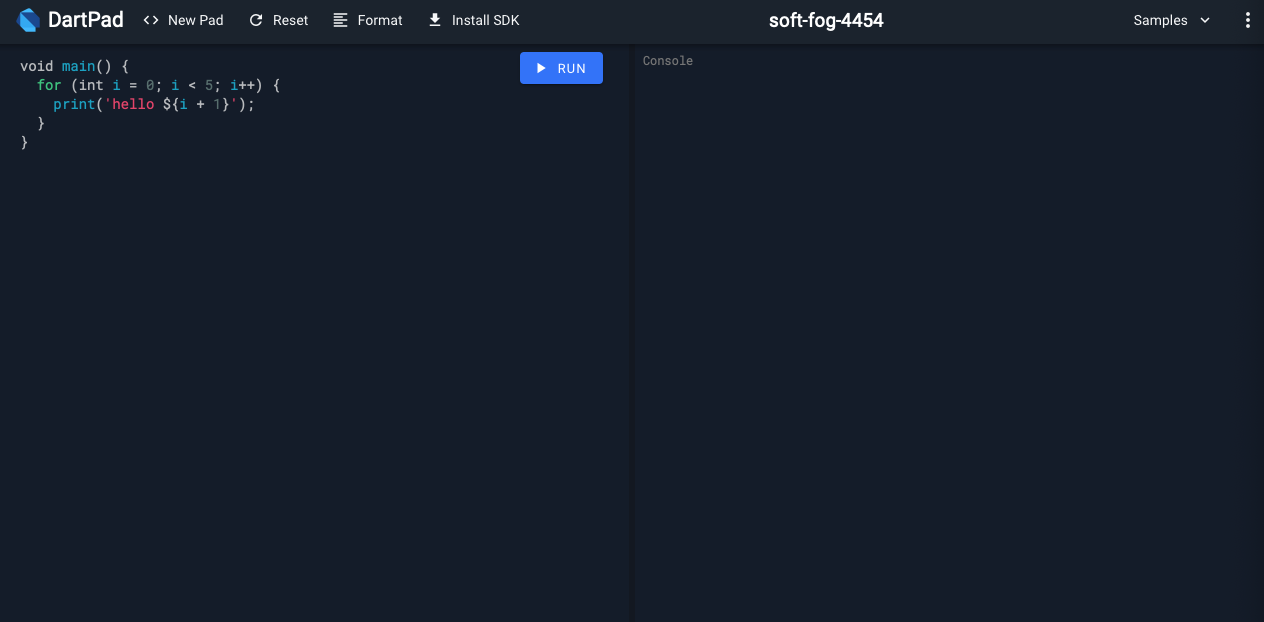 DartPad <> New Pad Reset Format Install SDK soft-fog-4454 Samples
void main() {
  for (int i = 0; i < 5; i++) {
    print('hello ${i + 1}');
  }
}
RUN
Console